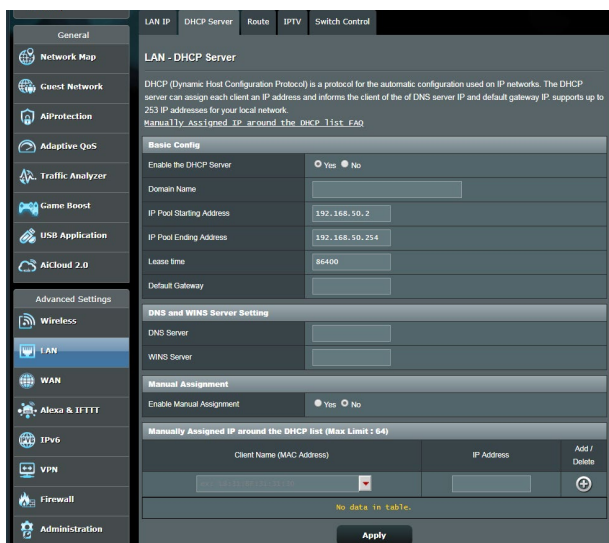 General
Network Map
Guest Network
AiProtection
Adaptive QoS
Traffic Analyzer
Game Boost
USB Application
AiCloud 2.0
Advanced Settings
Wireless
LAN
WAN
Alexa & IFTTT
IPv6
VPN
Firewall
Administration
LAN IP DHCP Server Route IPTV Switch Control
LAN - DHCP Server
DHCP (Dynamic Host Configuration Protocol) is a protocol for the automatic configuration used on IP networks. The DHCP
server can assign each client an IP address and informs the client of the of DNS server IP and default gateway IP. supports up to
253 IP addresses for your local network.
Manually Assigned IP around the DHCP list FAQ
Basic Config
Enable the DHCP Server Yes No
Domain Name
IP Pool Starting Address 192.168.50.2
IP Pool Ending Address 192.168.50.254
Lease time 86400
Default Gateway
DNS and WINS Server Setting
DNS Server
WINS Server
Manual Assignment
Enable Manual Assignment Yes No
Manually Assigned IP around the DHCP list (Max Limit : 64)
Client Name (MAC Address) IP Address Add /
Delete
No data in table.
Apply